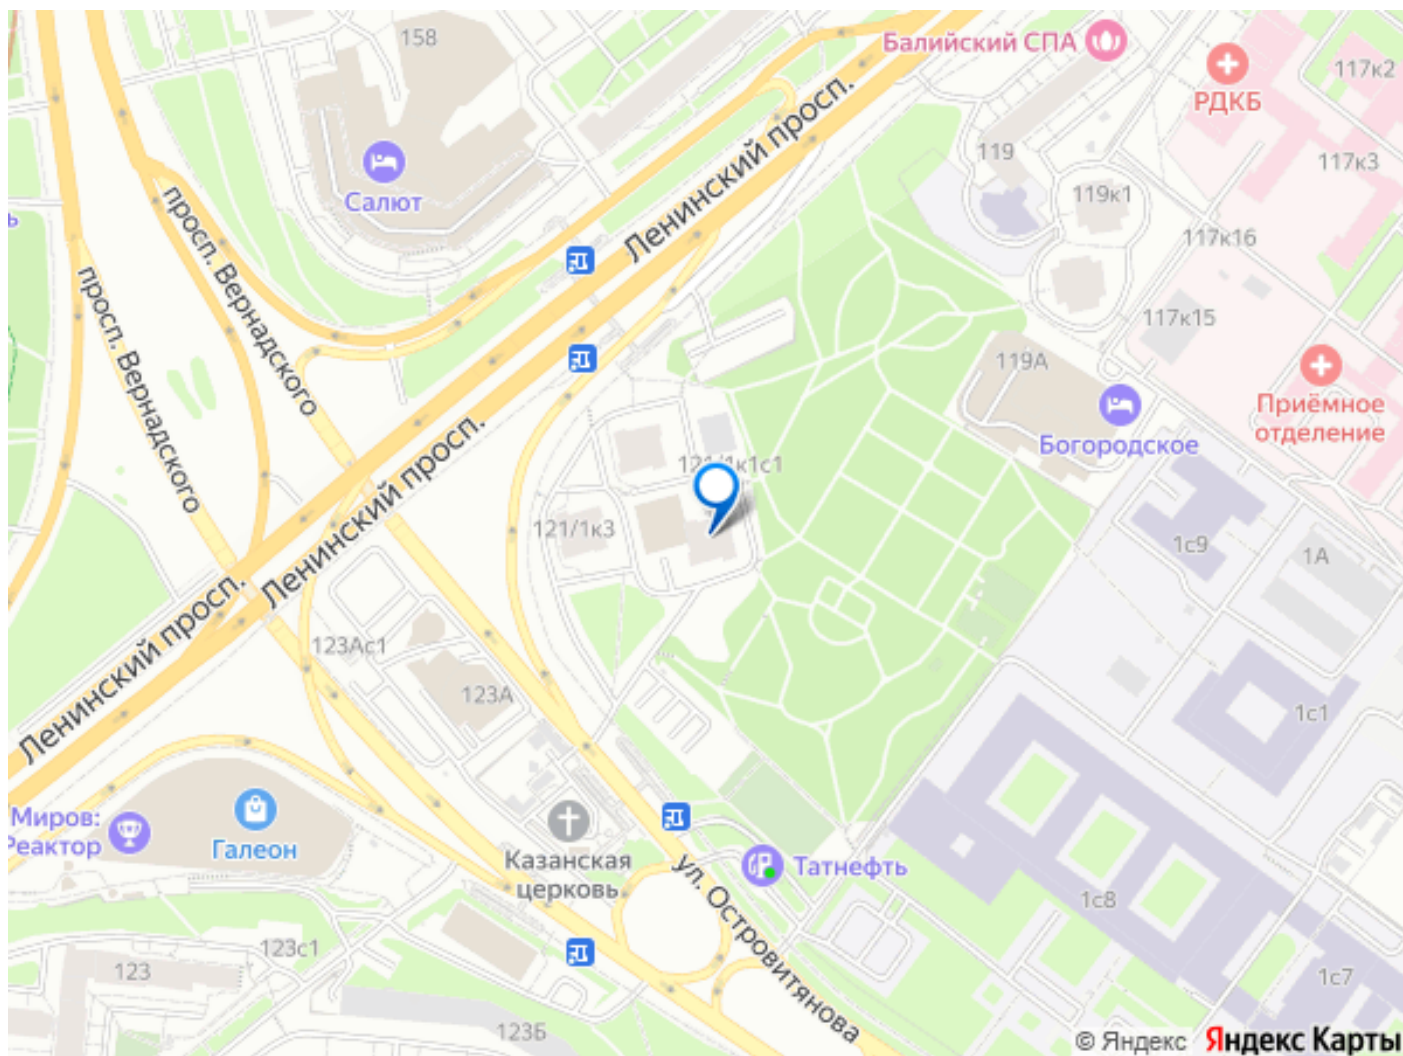 158
Балийский СПА
117к2
РДКБ
Ленинский просп.
119
117к3
Салют
119к1
просп. Вернадского
117к16
Ленинский просп.
ь
просп. Вернадского
117к15
119А
Приёмное
отделение
Богородское
121/1к1с1
Ленинский просп.
121/1к3
1с9
1А
Ленинский просп.
123Ас1
123А
1с1
Миров:
Реактор
Галеон
Казанская
церковь
Татнефть
ул. Островитянова
1с8
123с1
123
1с7
123Б
© Яндекс Яндекс Карты